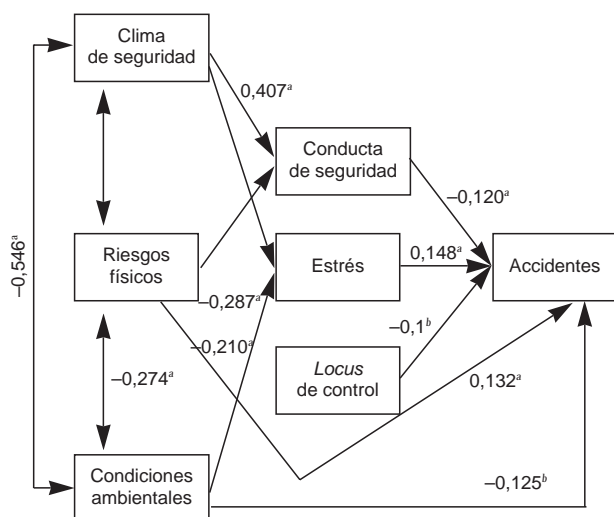 Clima
de seguridad
0,407a
Conducta
de seguridad
–0,120a
–0,546a
Riesgos
físicos
Estrés
0,148a
Accidentes
–0,287a
–0,210a
–0,1b
Locus
de control
–0,274a
0,132a
Condiciones
ambientales
–0,125b